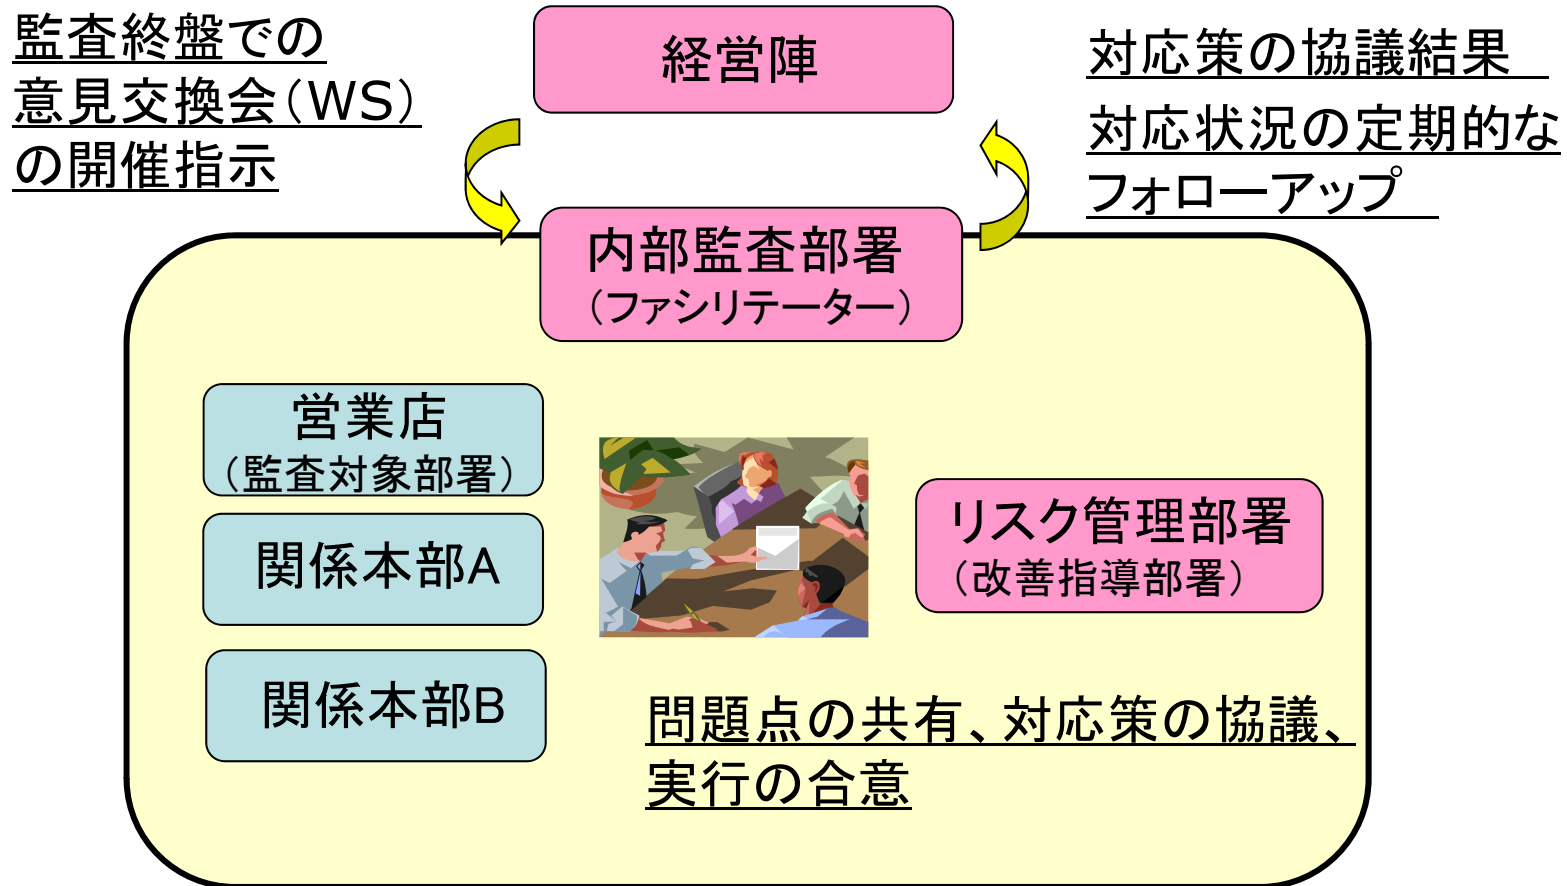 監査終盤での
意見交換会（WS）
の開催指示
経営陣
対応策の協議結果
対応状況の定期的な
フォローアップ
内部監査部署
（ファシリテーター）
営業店
（監査対象部署）
関係本部A
関係本部B
リスク管理部署
（改善指導部署）
問題点の共有、対応策の協議、
実行の合意